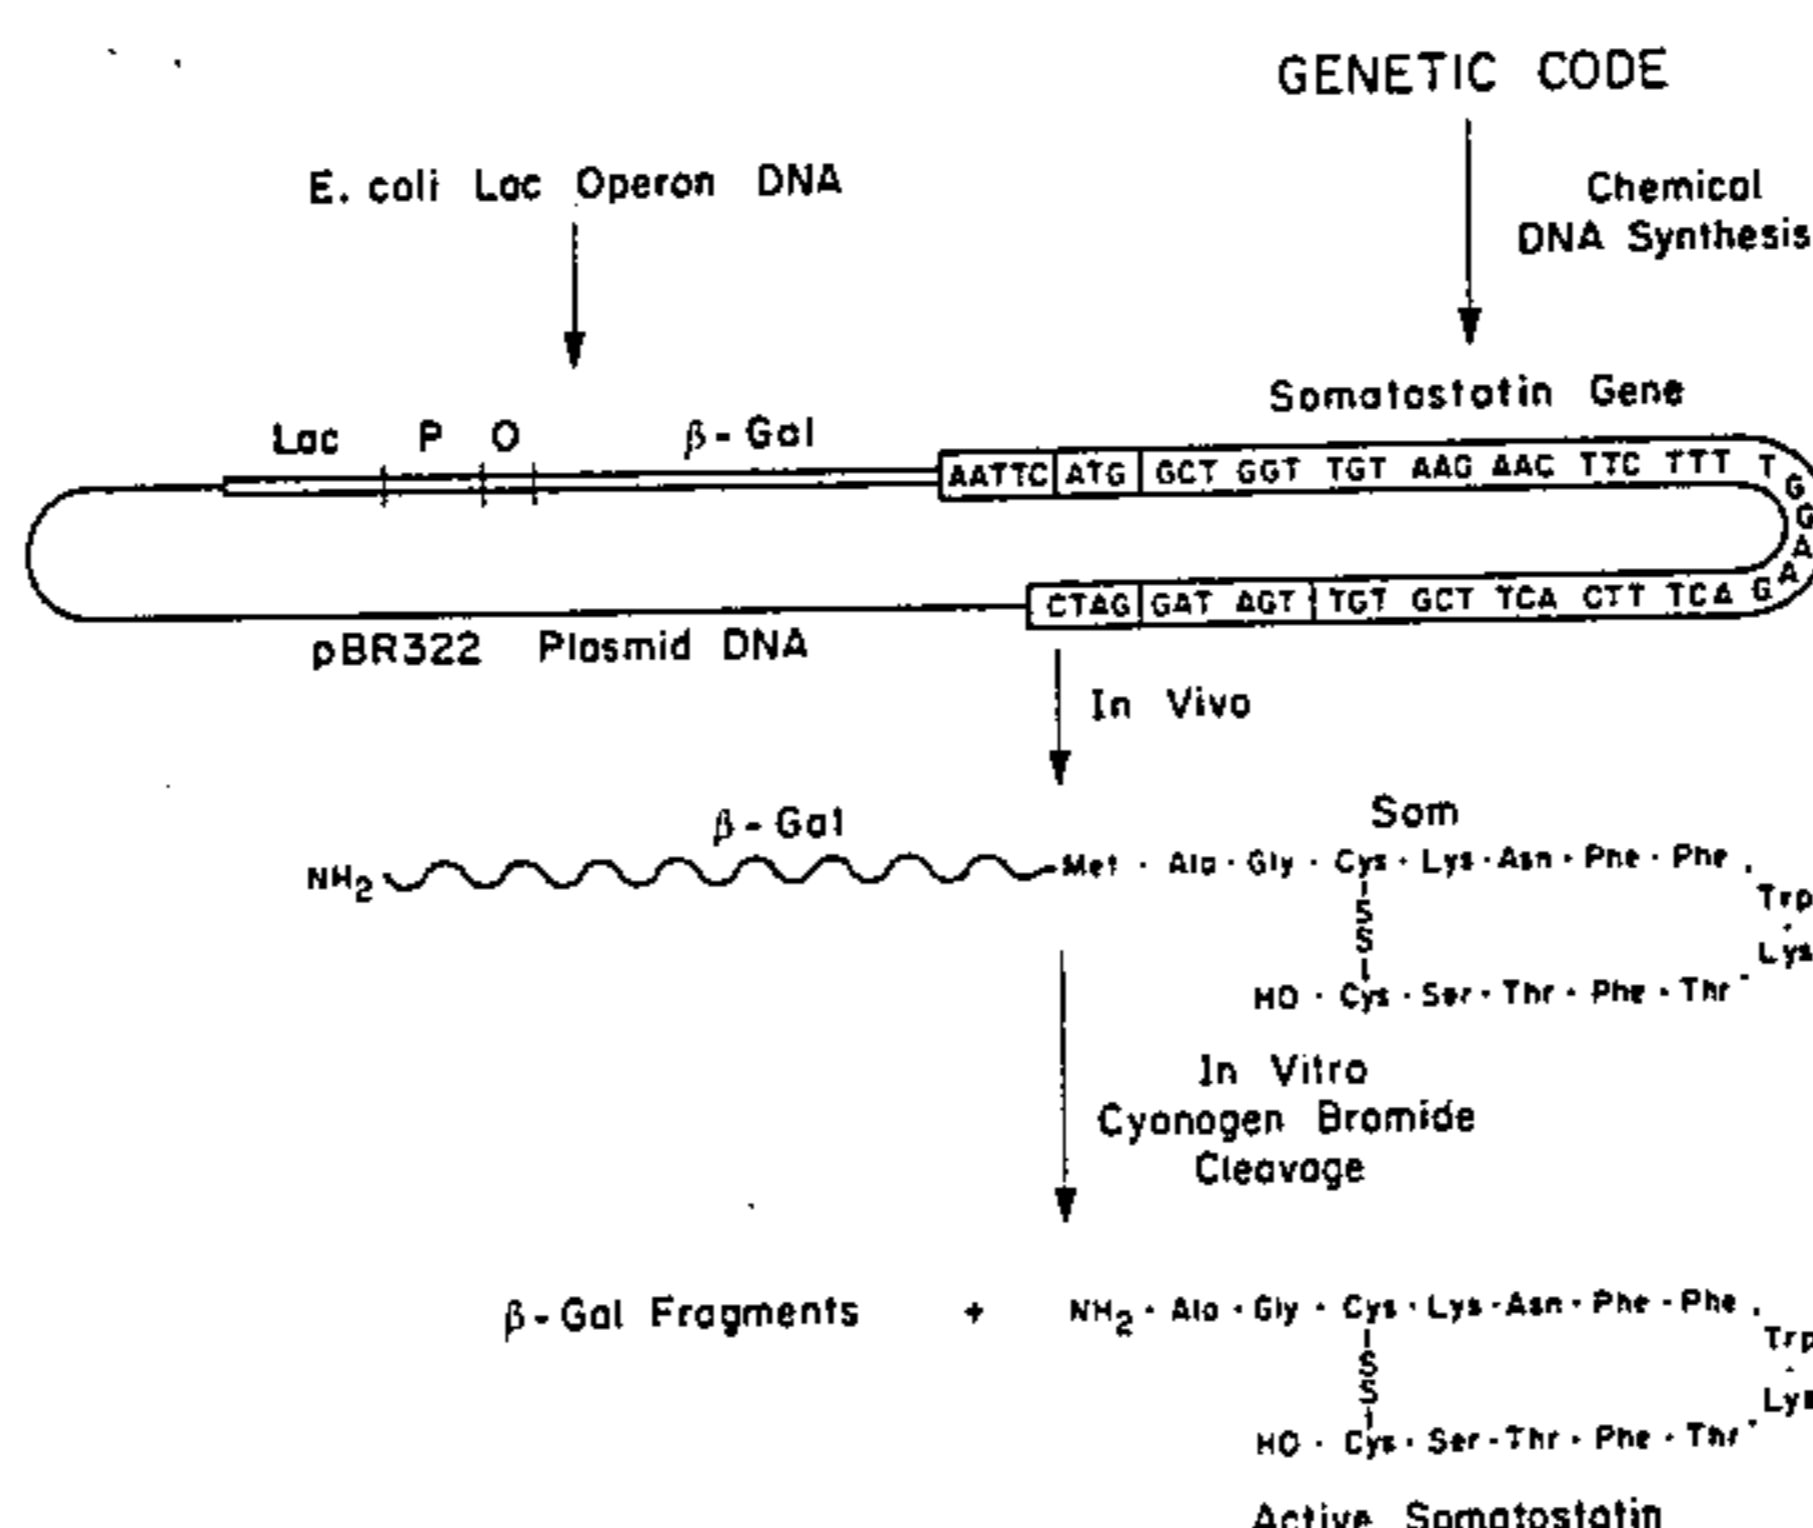 GENETIC CODE
E. coli Lac Operon DNA
Chemical
DNA Synthesis
Somatostatin Gene
Lac P O β-Gal
AATTC ATG GCT GGT TGT AAG AAC TTC TTT T
G
G
A
A
G
CTAG GAT AGT TGT GCT TCA CTT TCA
pBR322 Plasmid DNA
In Vivo
β-Gal
Som
NH2 Met · Ala · Gly · Cys · Lys · Asn · Phe · Phe ·
Trp
Lys
S
S
HO · Cys · Ser · Thr · Phe · Thr
In Vitro
Cyanogen Bromide
Cleavage
β-Gal Fragments + NH2 · Ala · Gly · Cys · Lys · Asn · Phe · Phe ·
Trp
Lys
S
S
HO · Cys · Ser · Thr · Phe · Thr
Active Somatostatin